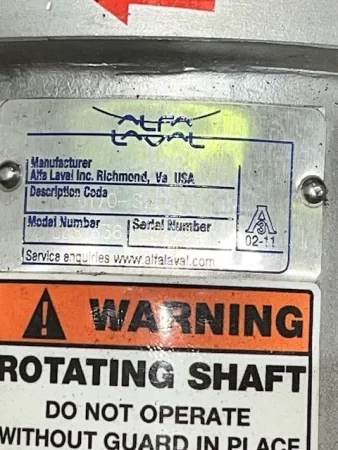 ALFA
LAVAL
Manufacturer
Alfa Laval Inc. Richmond, Va USA
Description Code
Model Number
Serial Number
A
3
02-11
Service enquiries www.alfalaval.com
WARNING
ROTATING SHAFT
DO NOT OPERATE
WITHOUT GUARD IN PLACE